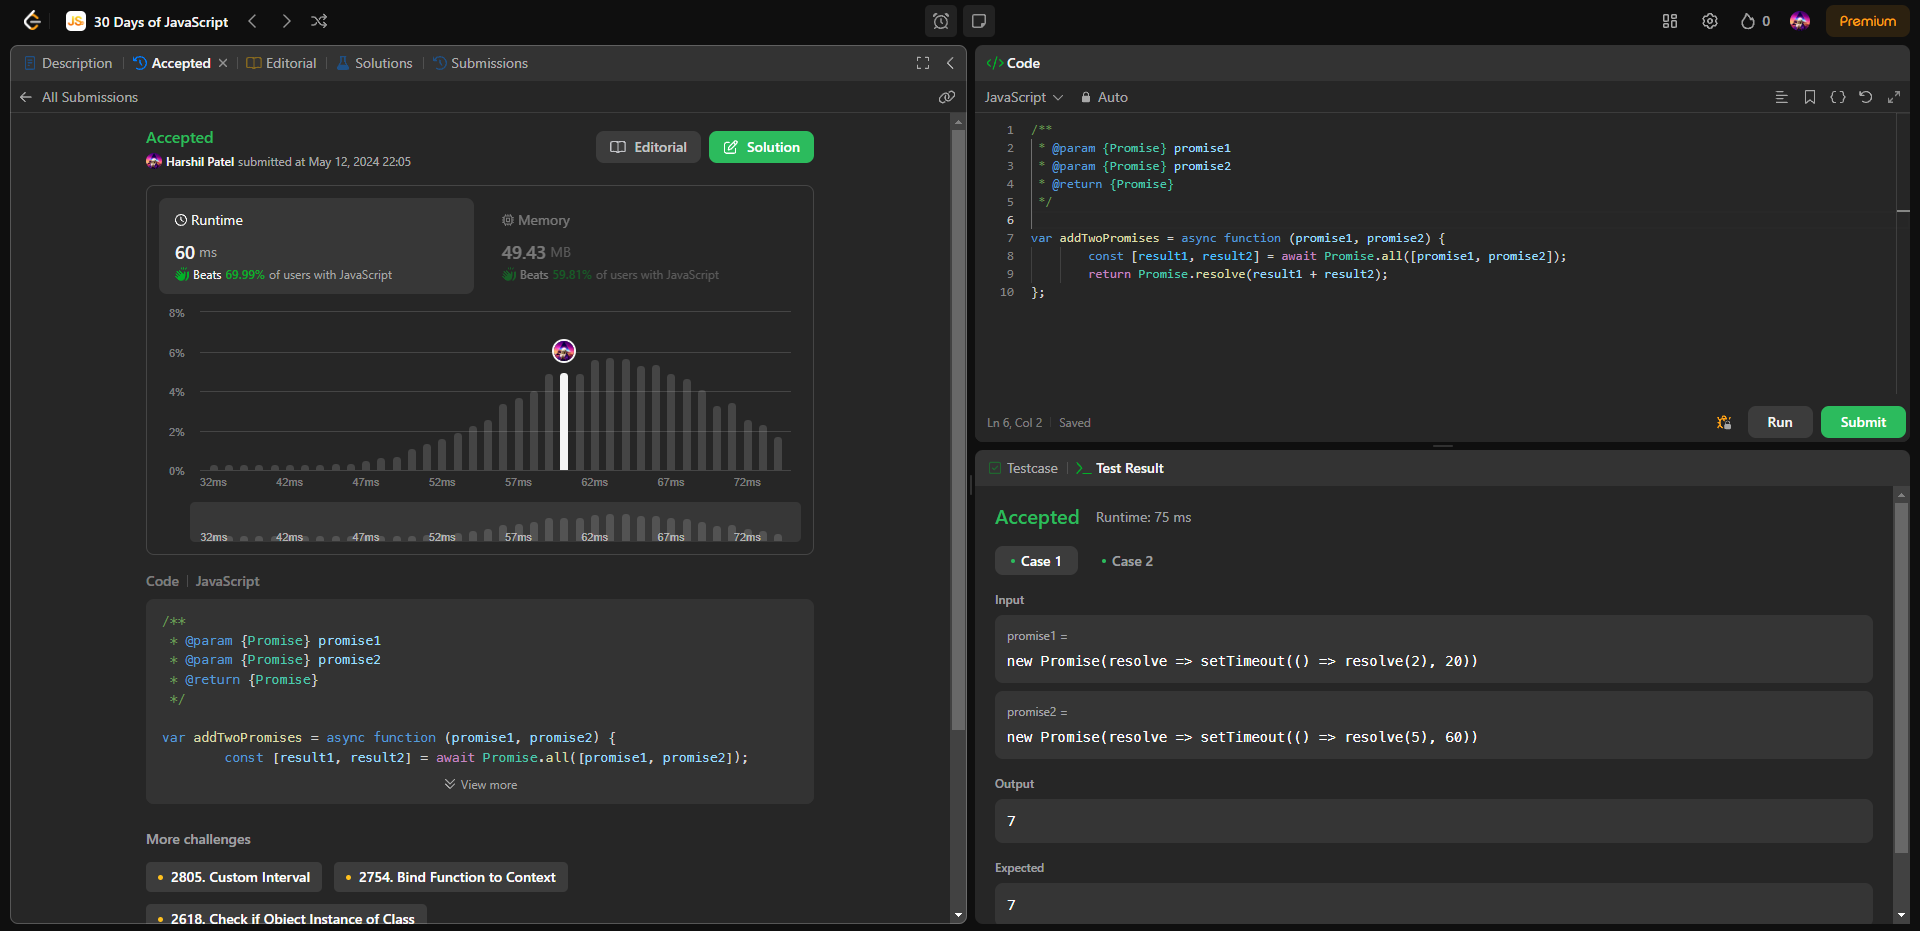 JS 30 Days of JavaScript
0
Premium
Description
Accepted
Editorial
Solutions
Submissions
All Submissions
Accepted
Harshil Patel submitted at May 12, 2024 22:05
Editorial
Solution
Runtime
60 ms
Beats 69.99% of users with JavaScript
Memory
49.43 MB
Beats 59.81% of users with JavaScript
8%
6%
4%
2%
0%
32ms 42ms 47ms 52ms 57ms 62ms 67ms 72ms
32ms 42ms 47ms 52ms 57ms 62ms 67ms 72ms
Code | JavaScript
/**
* @param {Promise} promise1
* @param {Promise} promise2
* @return {Promise}
*/
var addTwoPromises = async function (promise1, promise2) {
const [result1, result2] = await Promise.all([promise1, promise2]);
View more
More challenges
2805. Custom Interval
2754. Bind Function to Context
2618. Check if Object Instance of Class
</> Code
JavaScript
Auto
1 /**
2 * @param {Promise} promise1
3 * @param {Promise} promise2
4 * @return {Promise}
5 */
6
7 var addTwoPromises = async function (promise1, promise2) {
8 const [result1, result2] = await Promise.all([promise1, promise2]);
9 return Promise.resolve(result1 + result2);
10 };
Ln 6, Col 2 | Saved
Run
Submit
Testcase
>_ Test Result
Accepted Runtime: 75 ms
• Case 1
• Case 2
Input
promise1 =
new Promise(resolve => setTimeout(() => resolve(2), 20))
promise2 =
new Promise(resolve => setTimeout(() => resolve(5), 60))
Output
7
Expected
7